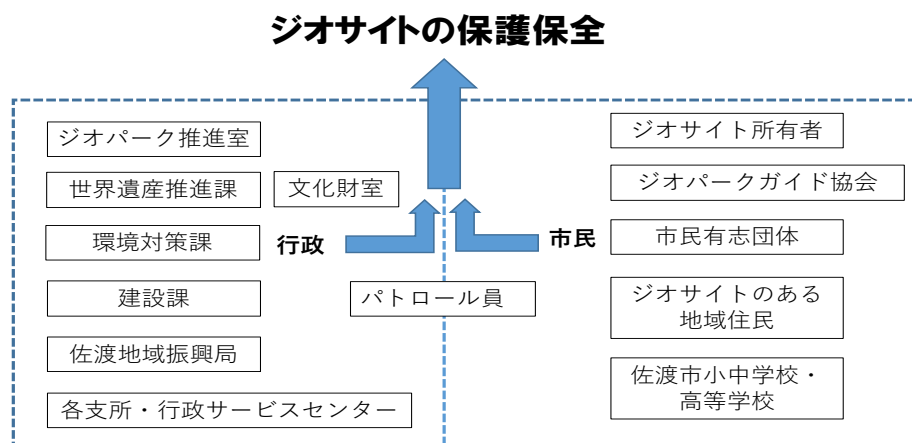 ジオサイトの保護保全
ジオパーク推進室
世界遺産推進課
文化財室
環境対策課
行政
建設課
佐渡地域振興局
各支所・行政サービスセンター
パトロール員
市民
ジオサイト所有者
ジオパークガイド協会
市民有志団体
ジオサイトのある
地域住民
佐渡市小中学校・
高等学校